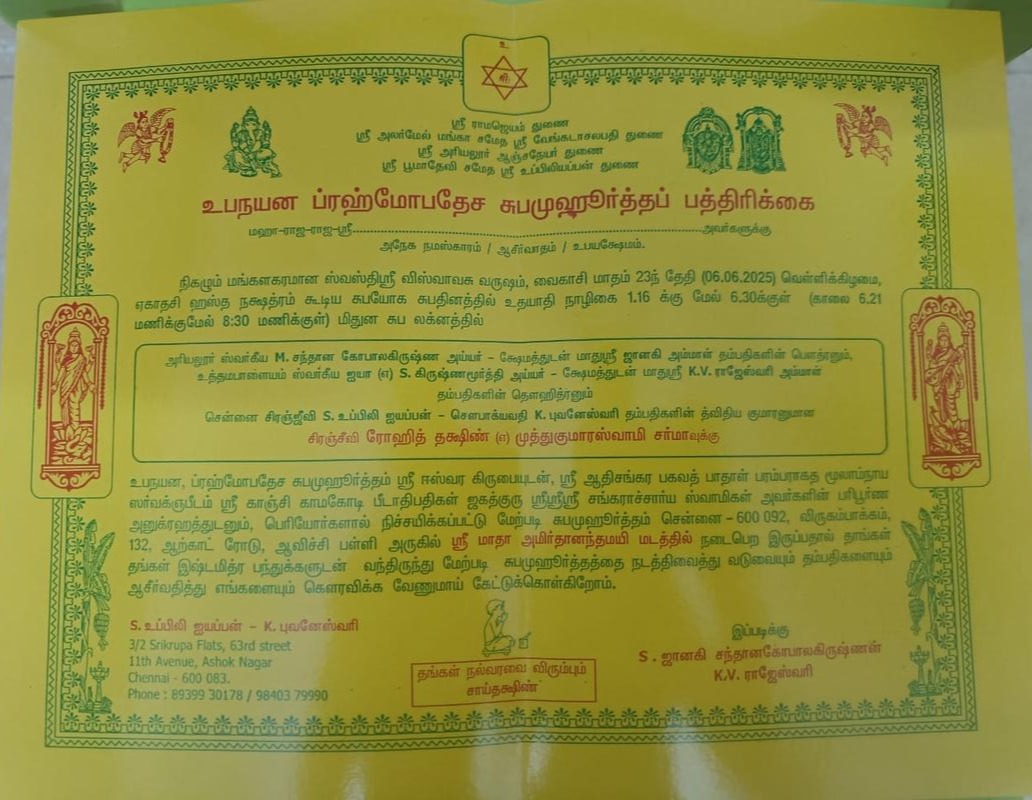 உ
ஸ்ரீ
ஸ்ரீ ராமஜெயம் துணை
ஸ்ரீ அலர்மேல் மங்கா சமேத ஸ்ரீ வேங்கடாசலபதி துணை
ஸ்ரீ அரியலூர் ஆஞ்சநேயர் துணை
ஸ்ரீ பூமாதேவி சமேத ஸ்ரீ உப்பிலியப்பன் துணை
உபநயன ப்ரஹ்மோபதேச சுபமுஹூர்த்தப் பத்திரிக்கை
மஹா-ராஜ-ராஜ-ஸ்ரீ..............................................................................அவர்களுக்கு
அநேக நமஸ்காரம் / ஆசீர்வாதம் / உபயக்ஷேமம்.
நிகழும் மங்களகரமான ஸ்வஸ்திஸ்ரீ விஸ்வாவசு வருஷம், வைகாசி மாதம் 23ந் தேதி (06.06.2025) வெள்ளிக்கிழமை,
ஏகாதசி ஹஸ்த நக்ஷத்ரம் கூடிய சுபயோக சுபதினத்தில் உதயாதி நாழிகை 1.16 க்கு மேல் 6.30க்குள் (காலை 6.21
மணிக்குமேல் 8:30 மணிக்குள்) மிதுன சுப லக்னத்தில்
அரியலூர் ஸ்வர்கீய M. சந்தான கோபாலகிருஷ்ண அய்யர் – க்ஷேமத்துடன் மாதுஸ்ரீ ஜானகி அம்மாள் தம்பதிகளின் பௌத்ரனும்,
உத்தமபாளையம் ஸ்வர்கீய ஐயா (எ) S. கிருஷ்ணமூர்த்தி அய்யர் – க்ஷேமத்துடன் மாதுஸ்ரீ K.V. ராஜேஸ்வரி அம்மாள்
தம்பதிகளின் தௌஹித்ரனும்
சென்னை சிரஞ்ஜீவி S. உப்பிலி ஐயப்பன் – சௌபாக்யவதி K. புவனேஸ்வரி தம்பதிகளின் த்விதிய குமாரனுமான
சிரஞ்சீவி ரோஹித் தக்ஷிண் (எ) முத்துகுமாரஸ்வாமி சர்மாவுக்கு
உபநயன, ப்ரஹ்மோபதேச சுபமுஹூர்த்தம் ஸ்ரீ ஈஸ்வர கிருபையுடன், ஸ்ரீ ஆதிசங்கர பகவத் பாதாள் பரம்பராகத மூலாம்நாய
ஸர்வக்ஞபீடம் ஸ்ரீ காஞ்சி காமகோடி பீடாதிபதிகள் ஜகத்குரு ஸ்ரீஸ்ரீஸ்ரீ சங்கராச்சார்ய ஸ்வாமிகள் அவர்களின் பரிபூர்ண
அனுக்ரஹத்துடனும், பெரியோர்களால் நிச்சயிக்கப்பட்டு மேற்படி சுபமுஹூர்த்தம் சென்னை – 600 092, விருகம்பாக்கம்,
132, ஆற்காட் ரோடு, ஆவிச்சி பள்ளி அருகில் ஸ்ரீ மாதா அமிர்தானந்தமயி மடத்தில் நடைபெற இருப்பதால் தாங்கள்
தங்கள் இஷ்டமித்ர பந்துக்களுடன் வந்திருந்து மேற்படி சுபமுஹூர்த்தத்தை நடத்திவைத்து வடுவையும் தம்பதிகளையும்
ஆசீர்வதித்து எங்களையும் கௌரவிக்க வேணுமாய் கேட்டுக்கொள்கிறோம்.
S. உப்பிலி ஐயப்பன் – K. புவனேஸ்வரி
3/2 Srikrupa Flats, 63rd street
11th Avenue, Ashok Nagar
Chennai - 600 083.
Phone : 89399 30178 / 98403 79990
தங்கள் நல்வரவை விரும்பும்
சாய்தக்ஷிண்
இப்படிக்கு
S . ஜானகி சந்தானகோபாலகிருஷ்ணன்
K.V. ராஜேஸ்வரி